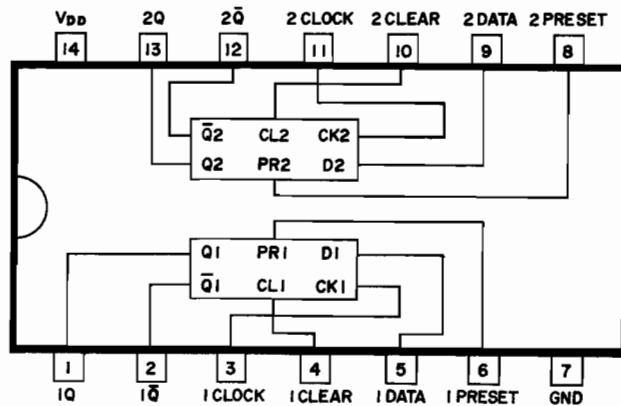 VDD 2Q 2Q̅ 2 CLOCK 2 CLEAR 2 DATA 2 PRESET
14 13 12 11 10 9 8
Q̅2 CL2 CK2
Q2 PR2 D2
Q1 PR1 D1
Q̅1 CL1 CK1
1 2 3 4 5 6 7
1Q 1Q̅ 1 CLOCK 1 CLEAR 1 DATA 1 PRESET GND